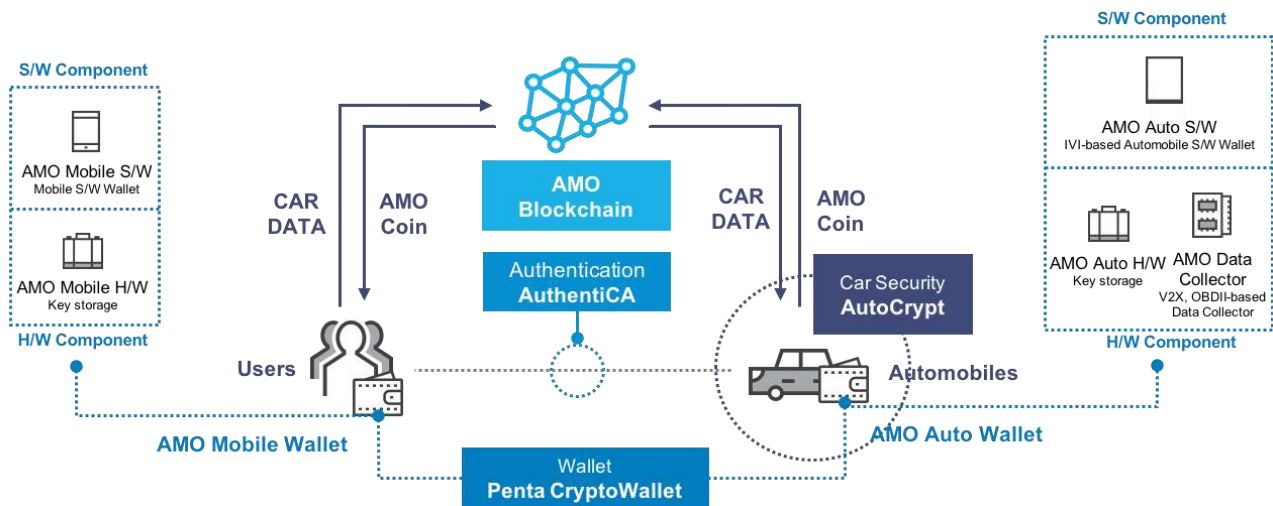 S/W Component
AMO Mobile S/W
Mobile S/W Wallet
AMO Mobile H/W
Key storage
H/W Component
CAR
DATA
AMO
Coin
AMO
Blockchain
Authentication
AuthentiCA
CAR
DATA
AMO
Coin
Car Security
AutoCrypt
Users
Automobiles
S/W Component
AMO Auto S/W
IVI-based Automobile S/W Wallet
AMO Auto H/W
Key storage
AMO Data
Collector
V2X, OBDII-based
Data Collector
H/W Component
AMO Mobile Wallet
AMO Auto Wallet
Wallet
Penta CryptoWallet